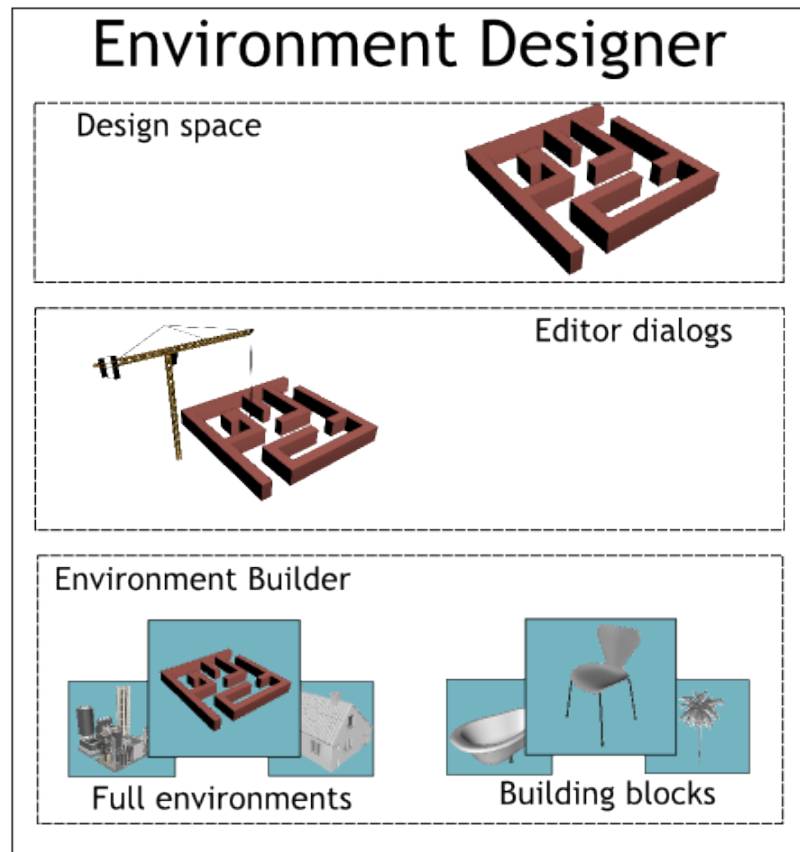 Environment Designer
Design space
Editor dialogs
Environment Builder
Full environments
Building blocks